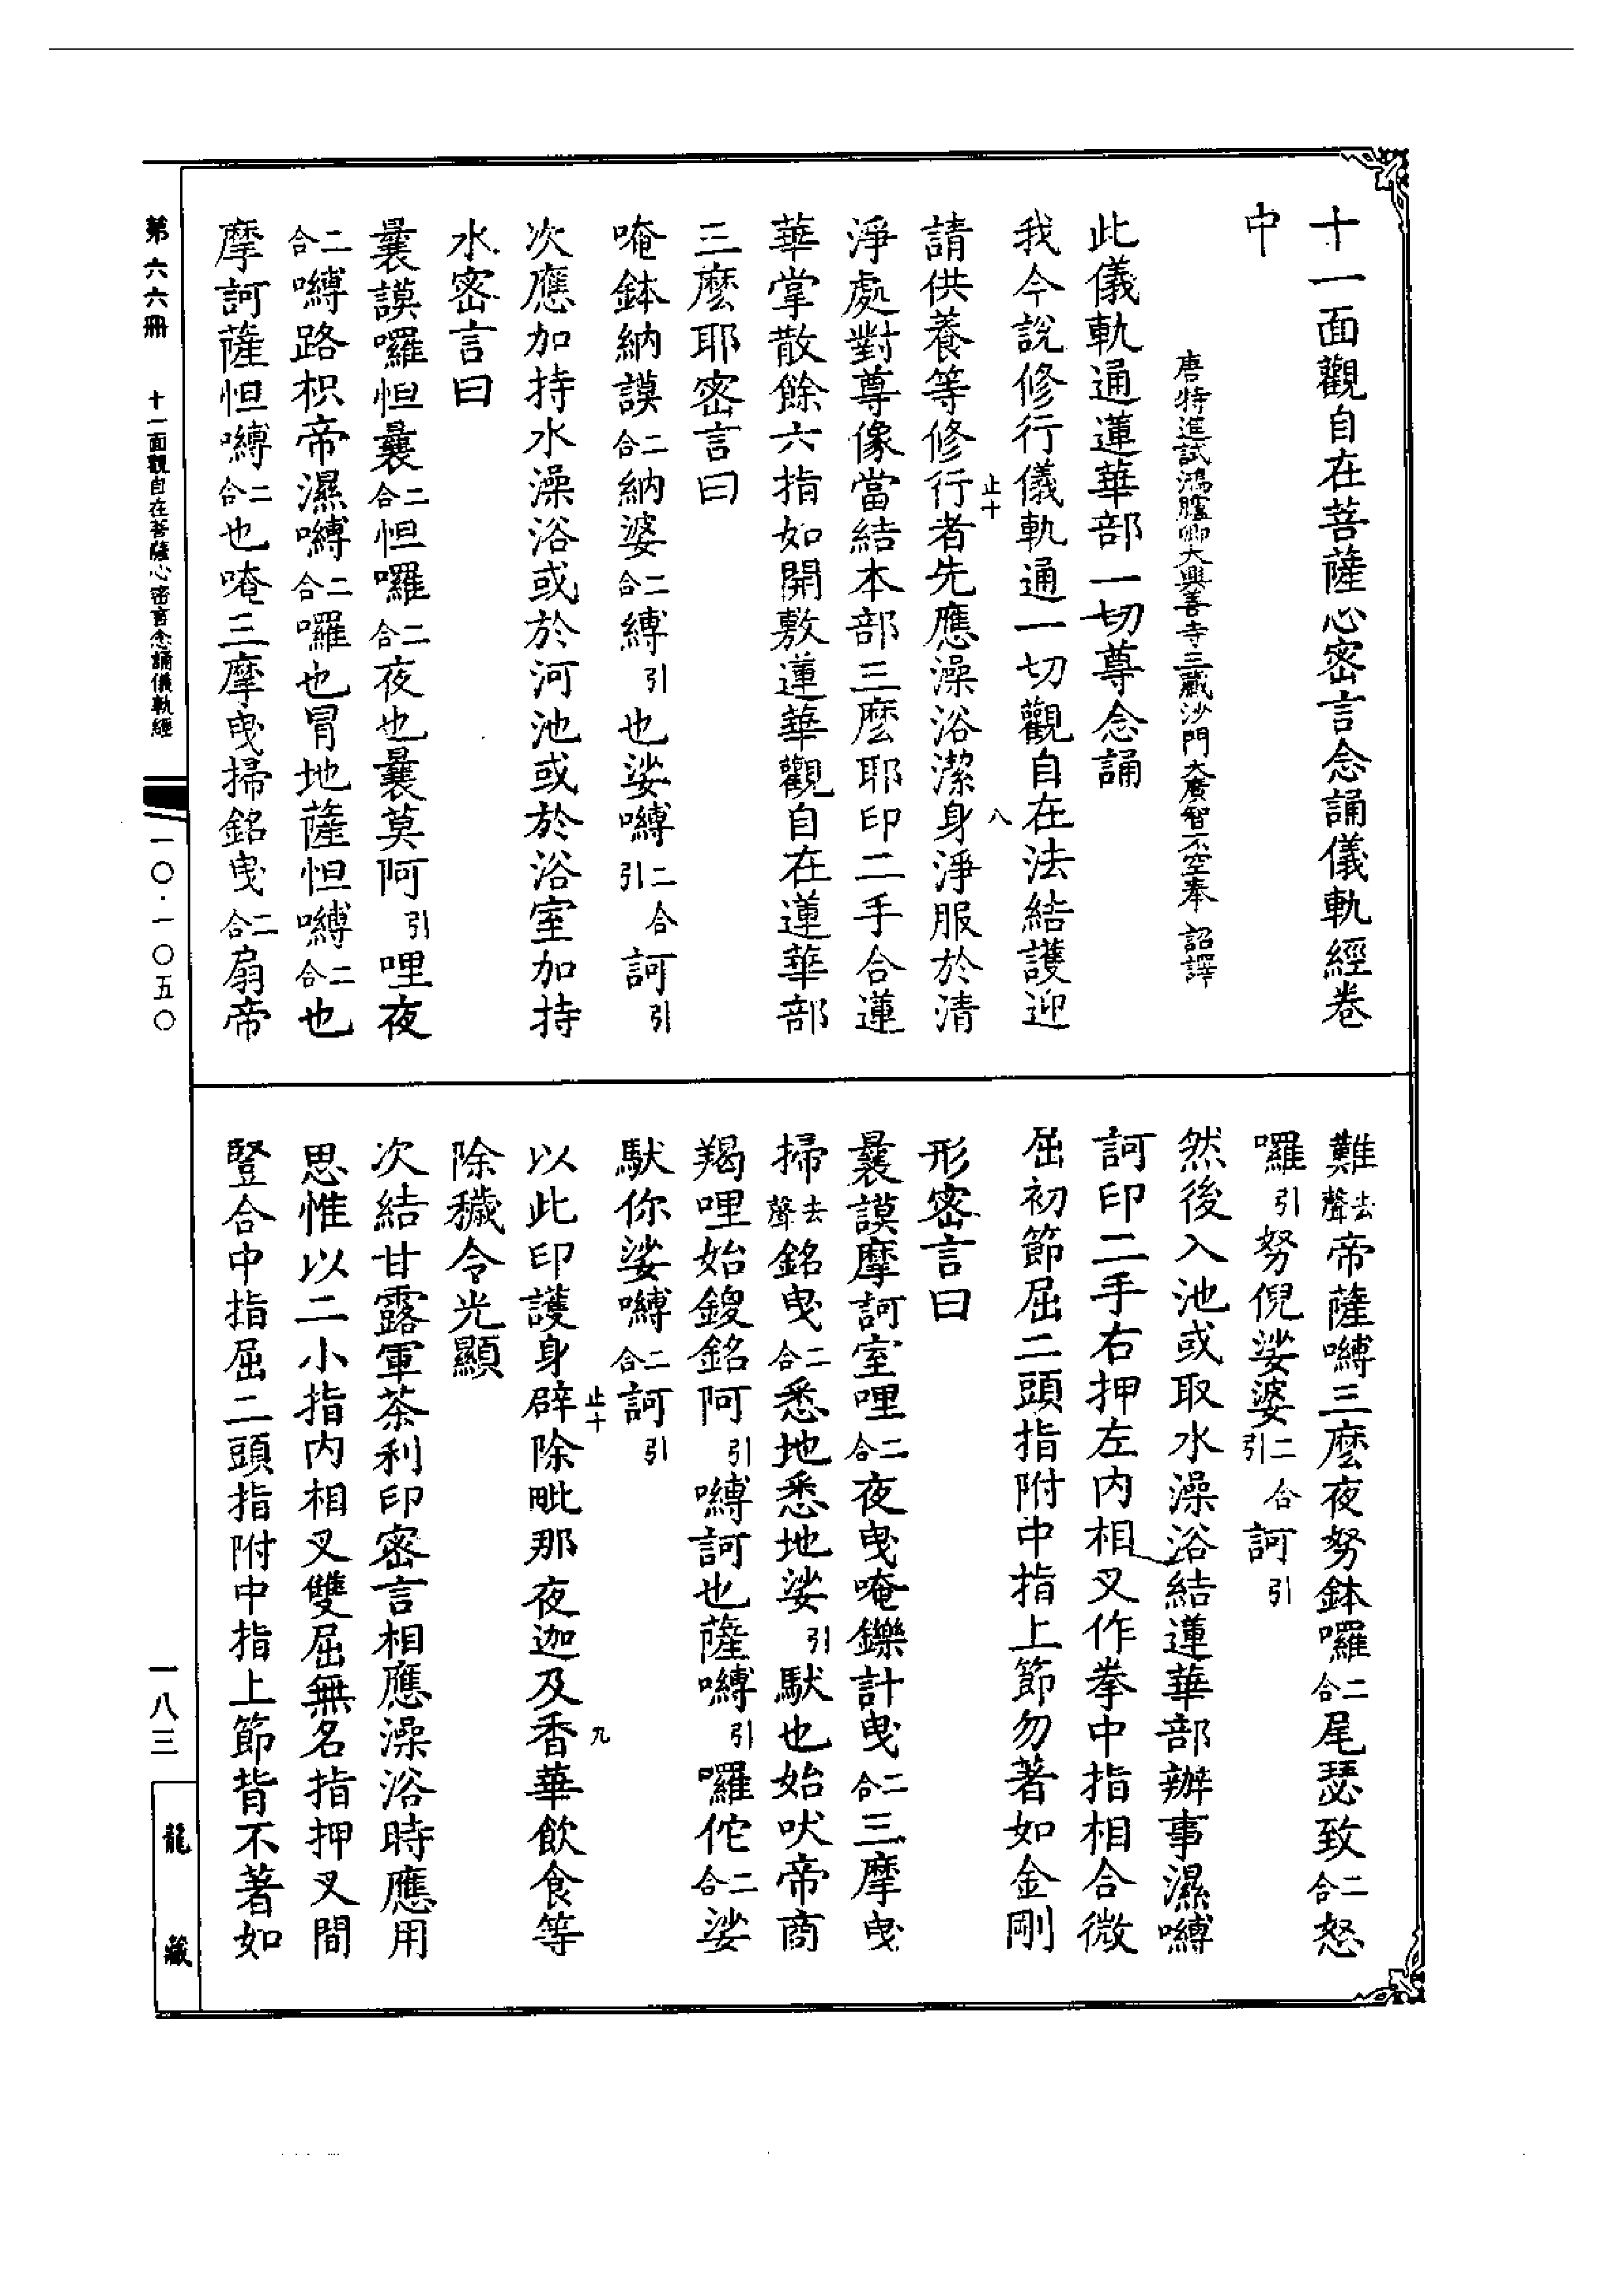 十一面觀自在菩薩心密言念誦儀軌經卷
中
唐特進試鴻臚卿大興善寺三藏沙門大廣智不空奉 詔譯
此儀軌通蓮華部一切尊念誦
我今說修行儀軌通一切觀自在法結護迎
止十 八
請供養等修行者先應澡浴潔身淨服於清
淨處對尊像當結本部三麼耶印二手合蓮
華掌散餘六指如開敷蓮華觀自在蓮華部
三麼耶密言曰
唵鉢納謨二合納婆二合縛引也娑嚩二合引訶引
次應加持水澡浴或於河池或於浴室加持
水密言曰
曩謨囉怛曩二合怛囉二合夜也曩莫阿引哩夜
二合嚩路枳帝濕嚩二合囉也冒地薩怛嚩二合也
摩訶薩怛嚩二合也唵三摩曳掃銘曳二合扇帝
難去聲帝薩嚩三麼夜努鉢囉二合尾瑟致二合怒
囉引努倪娑婆二合引訶引
然後入池或取水澡浴結蓮華部辦事濕嚩
訶印二手右押左內相叉作拳中指相合微
屈初節屈二頭指附中指上節勿著如金剛
形密言曰
曩謨摩訶室哩二合夜曳唵鑠計曳二合三摩曳
掃去聲銘曳二合悉地悉地娑引馱也始吠帝商
羯哩始鍐銘阿引嚩訶也薩嚩引囉佗二合娑
馱你娑嚩二合訶引
以此印護身辟除毗那夜迦及香華飲食等
止十 九
除穢令光顯
次結甘露軍荼利印密言相應澡浴時應用
思惟以二小指內相叉雙屈無名指押叉間
豎合中指屈二頭指附中指上節背不著如
第六六冊 十一面觀自在菩薩心密言念誦儀軌經
一〇·一〇五〇
一八三
龍藏